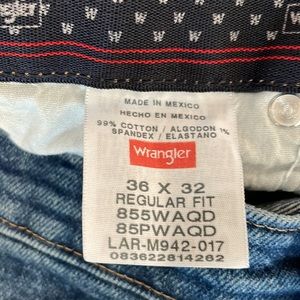 Wrangler
W W W W W
MADE IN MEXICO
HECHO EN MEXICO
99% COTTON / ALGODON 1%
SPANDEX / ELASTANO
Wrangler
36 X 32
REGULAR FIT
855WAQD
85PWAQD
LAR-M942-017
083622814262